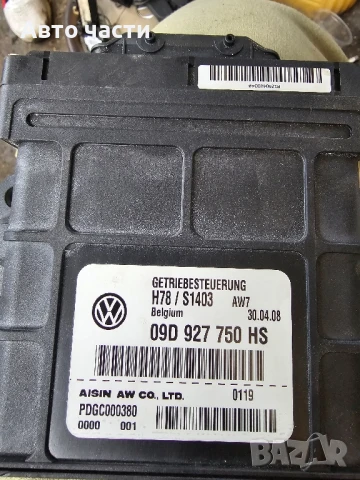 Авто части
GETRIEBESTEUERUNG
H78 / S1403 AW7
Belgium 30.04.08
09D 927 750 HS
AISIN AW CO., LTD. 0119
PDGC000380
0000 001
BAZAR